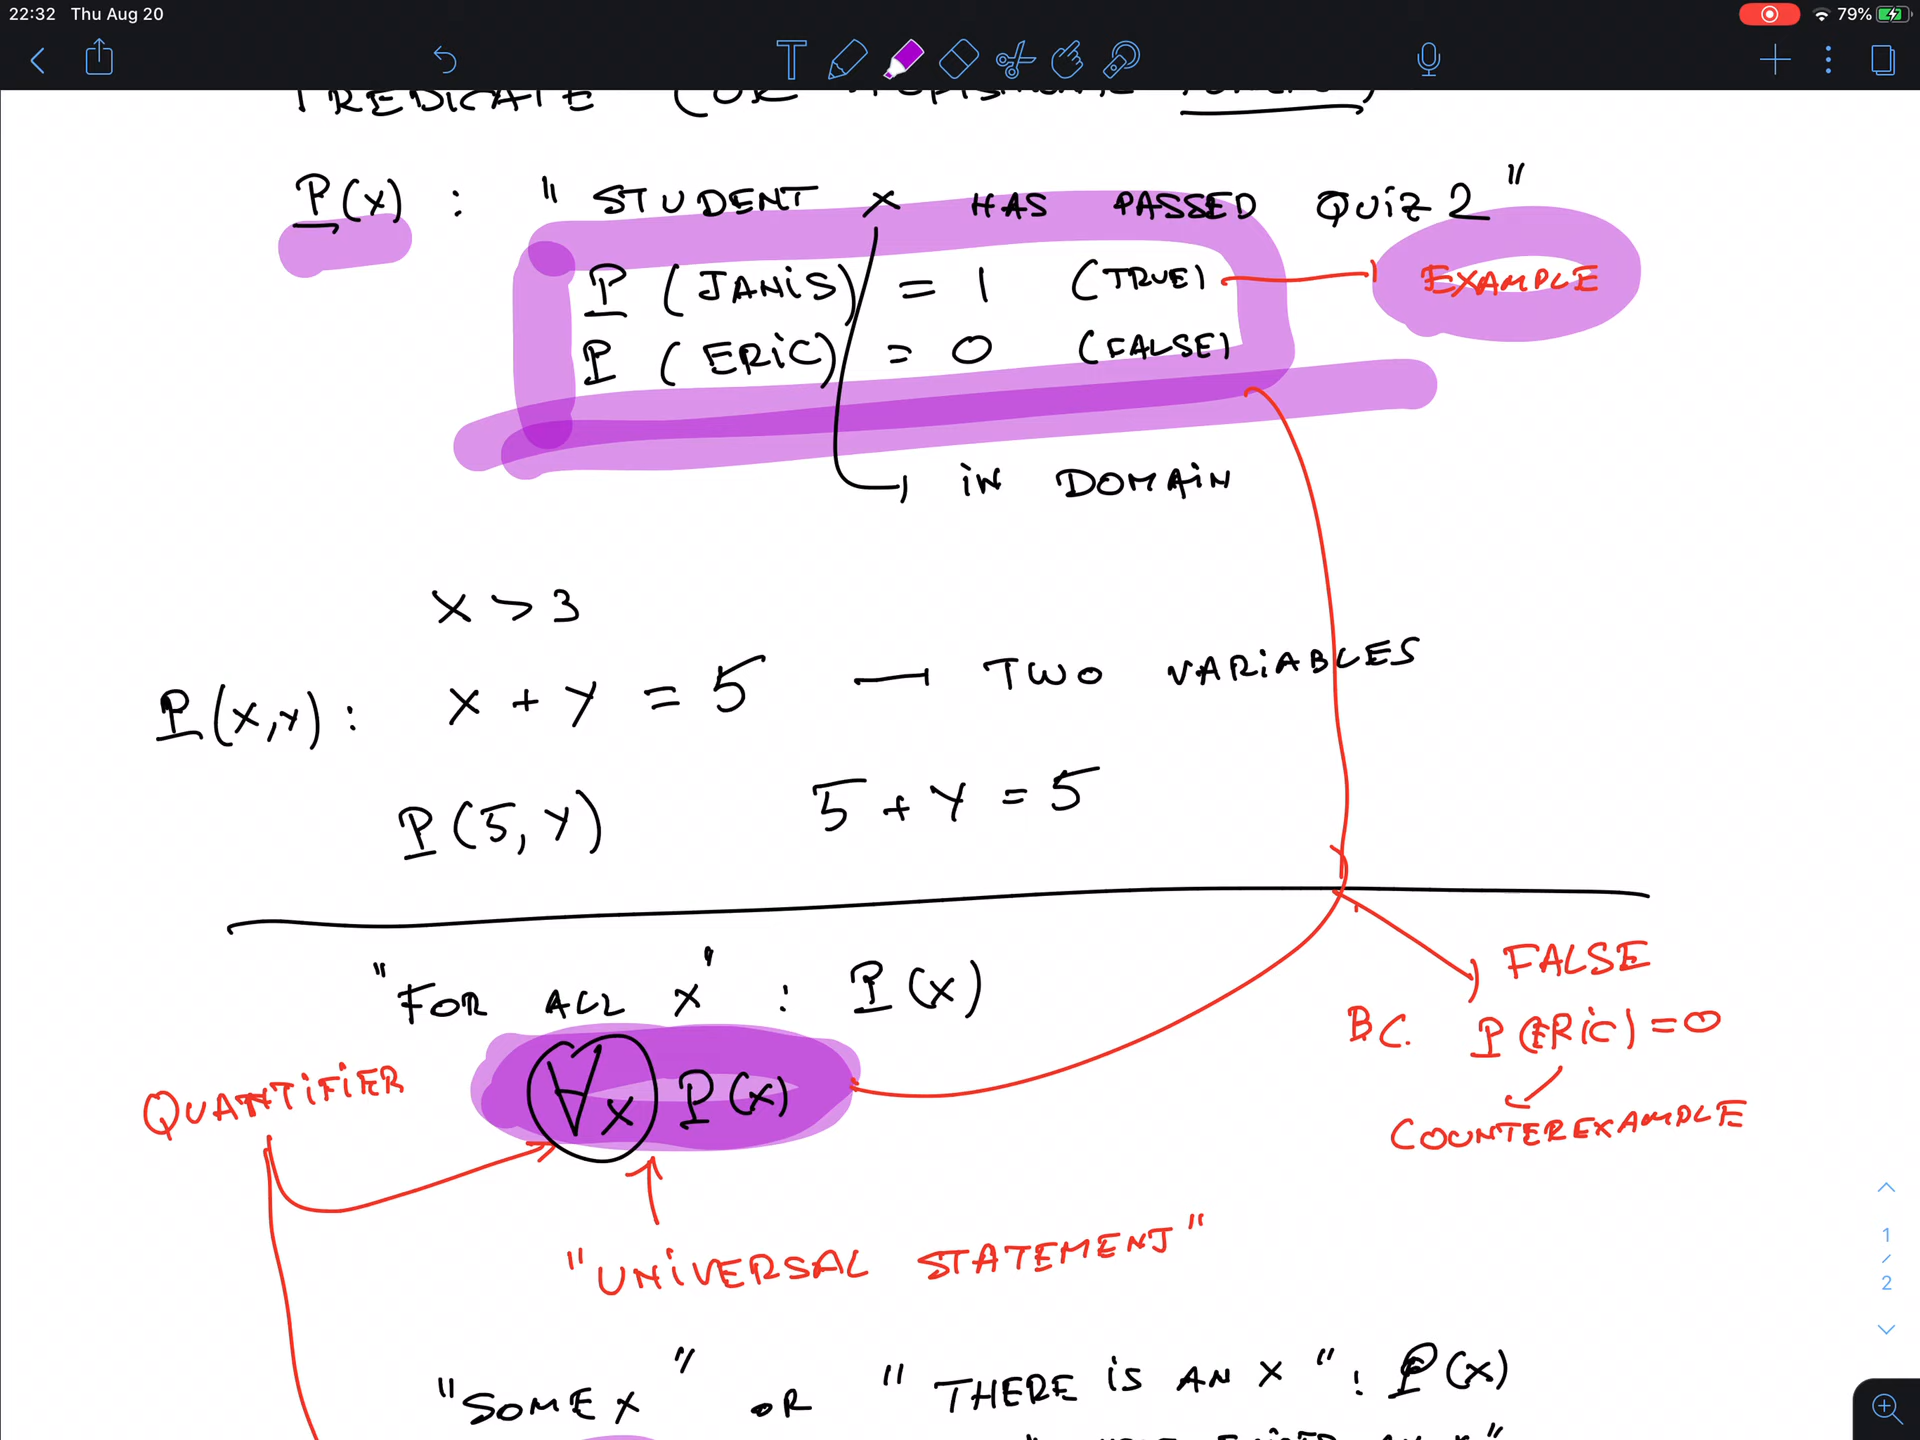 22:32 Thu Aug 20
79%
PREDICATE (OR
P(X) : " STUDENT X HAS PASSED QUIZ 2 "
P (JANIS) = 1 (TRUE) EXAMPLE
P (ERIC) = 0 (FALSE)
IN DOMAIN
X > 3
P(X,Y) : X + Y = 5 — TWO VARIABLES
P(5, Y) 5 + Y = 5
"FOR ALL X" : P(X)
FALSE
B.C. P(ERIC) = 0
COUNTEREXAMPLE
QUANTIFIER
∀x P(x)
"UNIVERSAL STATEMENT"
1
/
2
"SOME X" OR "THERE IS AN X" : P(X)